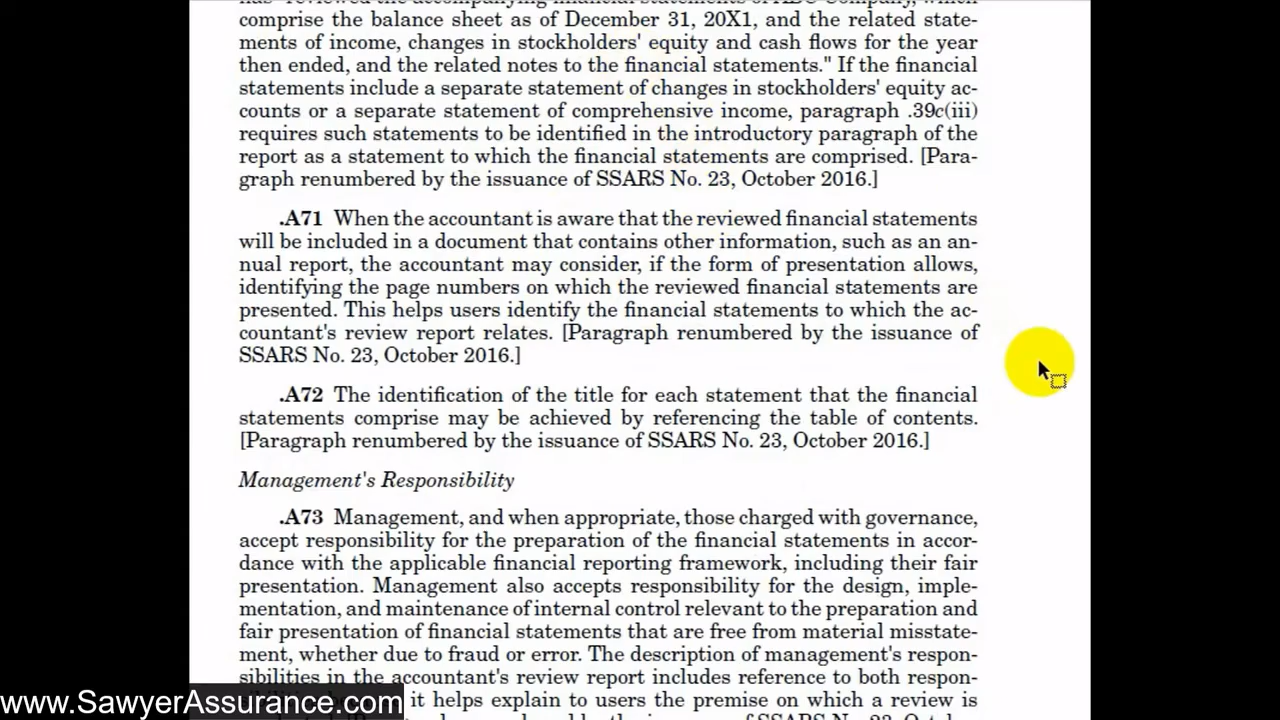 comprise the balance sheet as of December 31, 20X1, and the related state-
ments of income, changes in stockholders' equity and cash flows for the year
then ended, and the related notes to the financial statements." If the financial
statements include a separate statement of changes in stockholders' equity ac-
counts or a separate statement of comprehensive income, paragraph .39c(iii)
requires such statements to be identified in the introductory paragraph of the
report as a statement to which the financial statements are comprised. [Para-
graph renumbered by the issuance of SSARS No. 23, October 2016.]
.A71 When the accountant is aware that the reviewed financial statements
will be included in a document that contains other information, such as an an-
nual report, the accountant may consider, if the form of presentation allows,
identifying the page numbers on which the reviewed financial statements are
presented. This helps users identify the financial statements to which the ac-
countant's review report relates. [Paragraph renumbered by the issuance of
SSARS No. 23, October 2016.]
.A72 The identification of the title for each statement that the financial
statements comprise may be achieved by referencing the table of contents.
[Paragraph renumbered by the issuance of SSARS No. 23, October 2016.]
Management's Responsibility
.A73 Management, and when appropriate, those charged with governance,
accept responsibility for the preparation of the financial statements in accor-
dance with the applicable financial reporting framework, including their fair
presentation. Management also accepts responsibility for the design, imple-
mentation, and maintenance of internal control relevant to the preparation and
fair presentation of financial statements that are free from material misstate-
ment, whether due to fraud or error. The description of management's respon-
sibilities in the accountant's review report includes reference to both respon-
it helps explain to users the premise on which a review is
www.SawyerAssurance.com